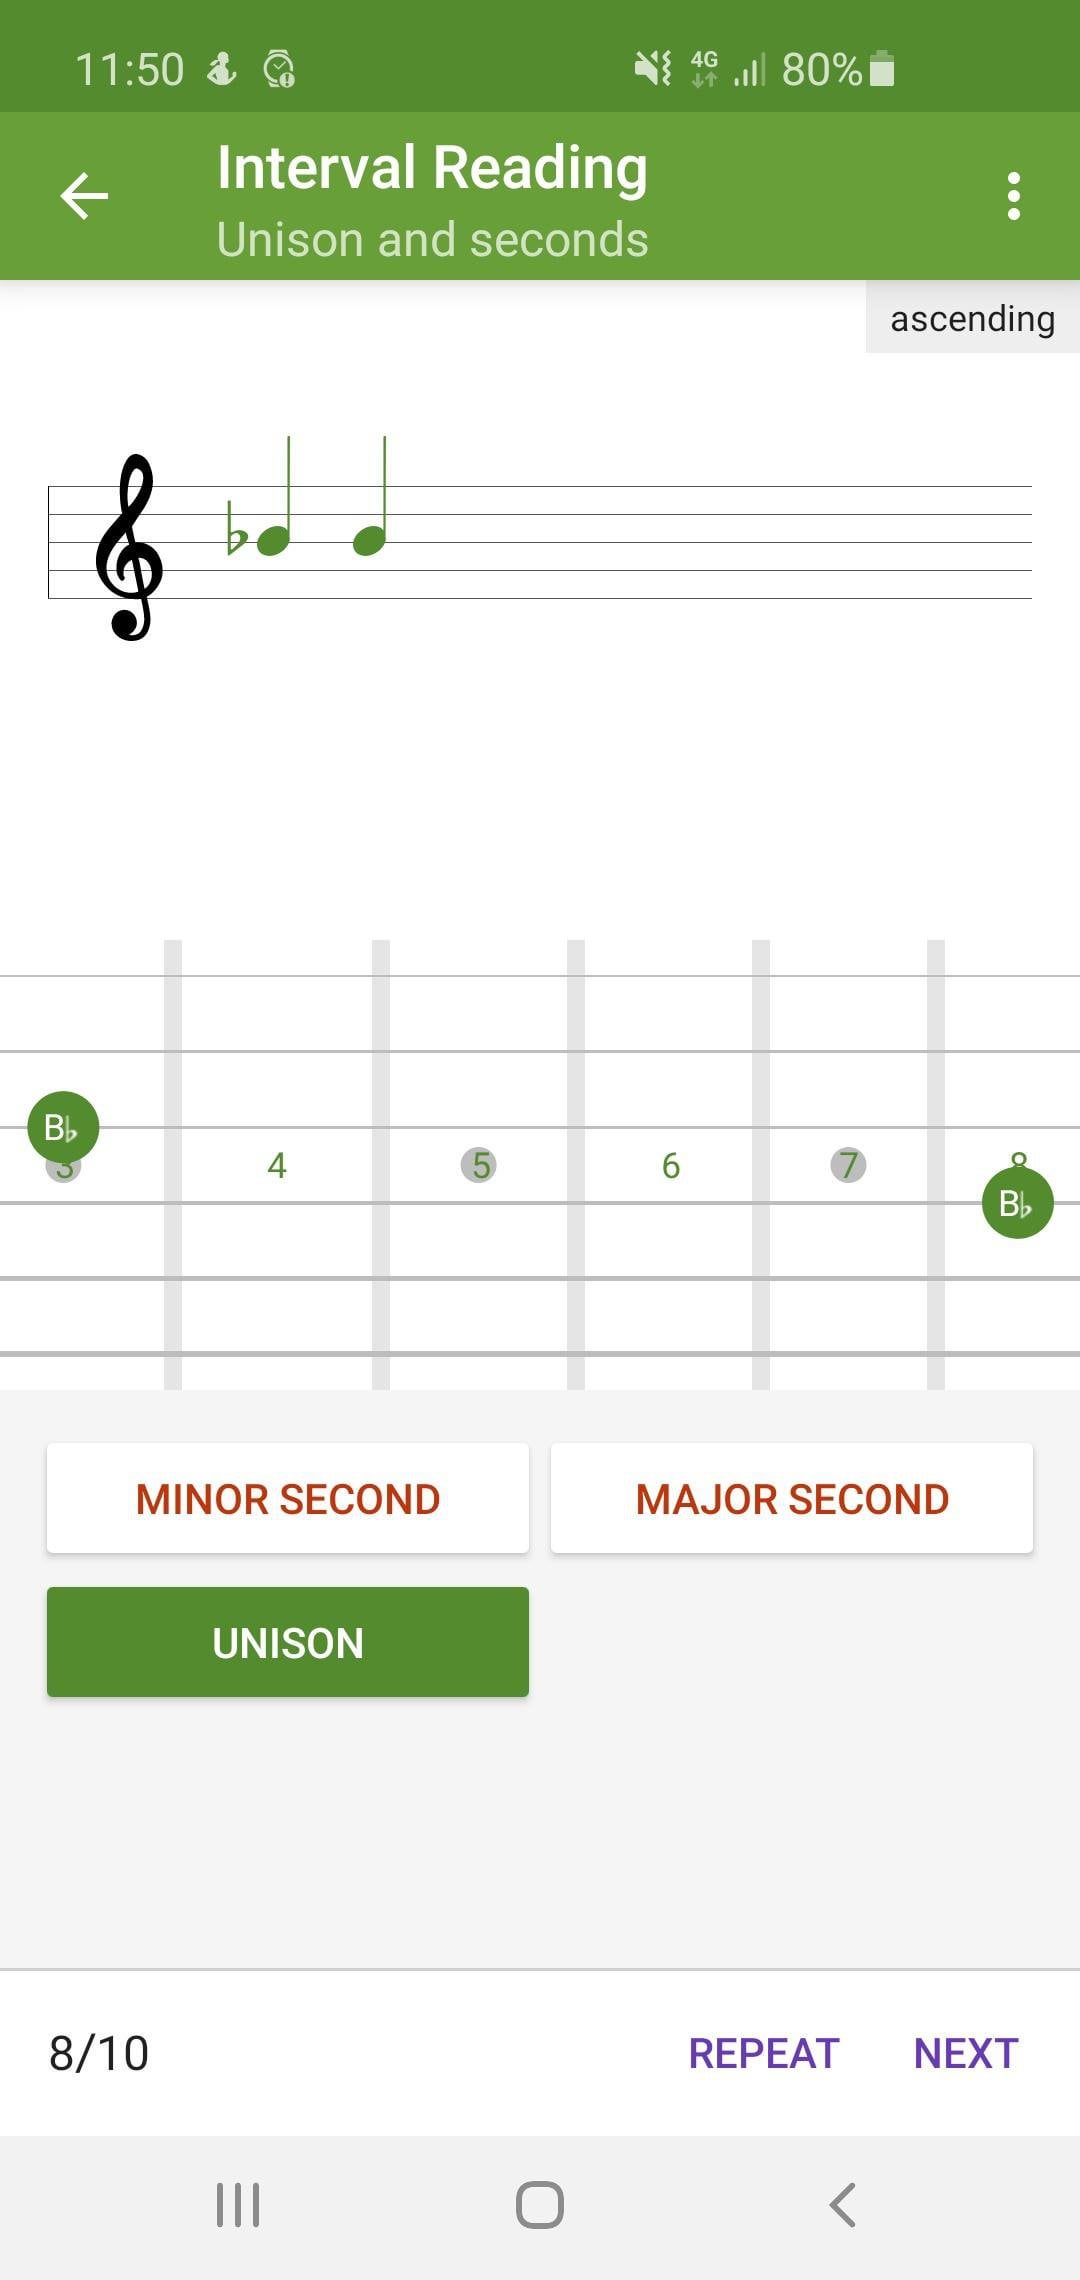 11:50 4G 80%
Interval Reading
Unison and seconds
ascending
B♭
3 4 5 6 7 8
B♭
MINOR SECOND MAJOR SECOND
UNISON
8/10 REPEAT NEXT